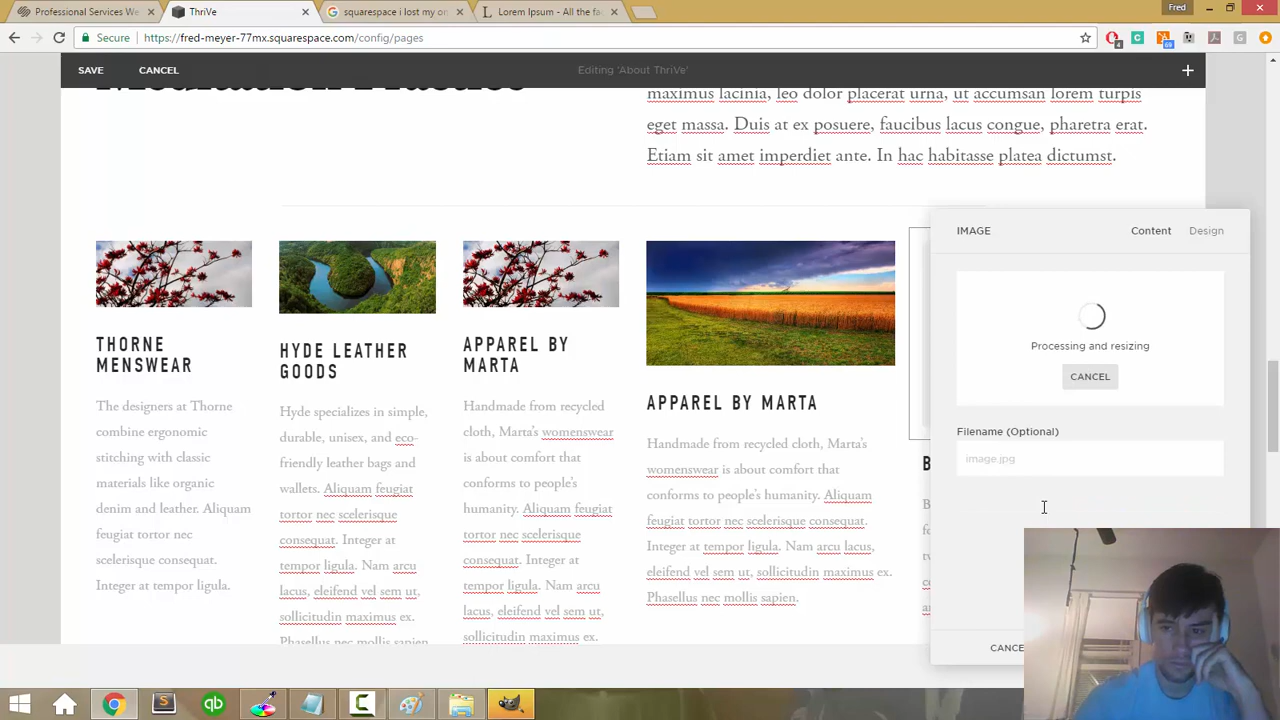 Professional Services We
ThriVe
squarespace i lost my or
Lorem Ipsum - All the fa
Fred
Secure
https://fred-meyer-77mx.squarespace.com/config/pages
69
SAVE
CANCEL
Editing 'About ThriVe'
maximus lacinia, leo dolor placerat urna, ut accumsan lorem turpis
eget massa. Duis at ex posuere, faucibus lacus congue, pharetra erat.
Etiam sit amet imperdiet ante. In hac habitasse platea dictumst.
THORNE
MENSWEAR
The designers at Thorne
combine ergonomic
stitching with classic
materials like organic
denim and leather. Aliquam
feugiat tortor nec
scelerisque consequat.
Integer at tempor ligula.
HYDE LEATHER
GOODS
Hyde specializes in simple,
durable, unisex, and eco-
friendly leather bags and
wallets. Aliquam feugiat
tortor nec scelerisque
consequat. Integer at
tempor ligula. Nam arcu
lacus, eleifend vel sem ut,
sollicitudin maximus ex.
Phasellus nec mollis sapien
APPAREL BY
MARTA
Handmade from recycled
cloth, Marta's womenswear
is about comfort that
conforms to people's
humanity. Aliquam feugiat
tortor nec scelerisque
consequat. Integer at
tempor ligula. Nam arcu
lacus, eleifend vel sem ut,
sollicitudin maximus ex.
APPAREL BY MARTA
Handmade from recycled cloth, Marta's
womenswear is about comfort that
conforms to people's humanity. Aliquam
feugiat tortor nec scelerisque consequat.
Integer at tempor ligula. Nam arcu lacus,
eleifend vel sem ut, sollicitudin maximus ex.
Phasellus nec mollis sapien.
IMAGE
Content
Design
Processing and resizing
CANCEL
Filename (Optional)
image.jpg
CANCE